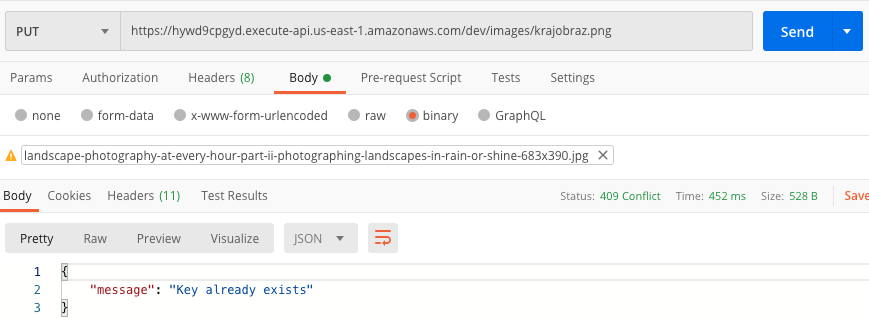 PUT https://hywd9cpgyd.execute-api.us-east-1.amazonaws.com/dev/images/krajobraz.png Send
Params Authorization Headers (8) Body Pre-request Script Tests Settings
none form-data x-www-form-urlencoded raw binary GraphQL
landscape-photography-at-every-hour-part-ii-photographing-landscapes-in-rain-or-shine-683x390.jpg
Body Cookies Headers (11) Test Results Status: 409 Conflict Time: 452 ms Size: 528 B Save
Pretty Raw Preview Visualize JSON
1 {
2 "message": "Key already exists"
3 }